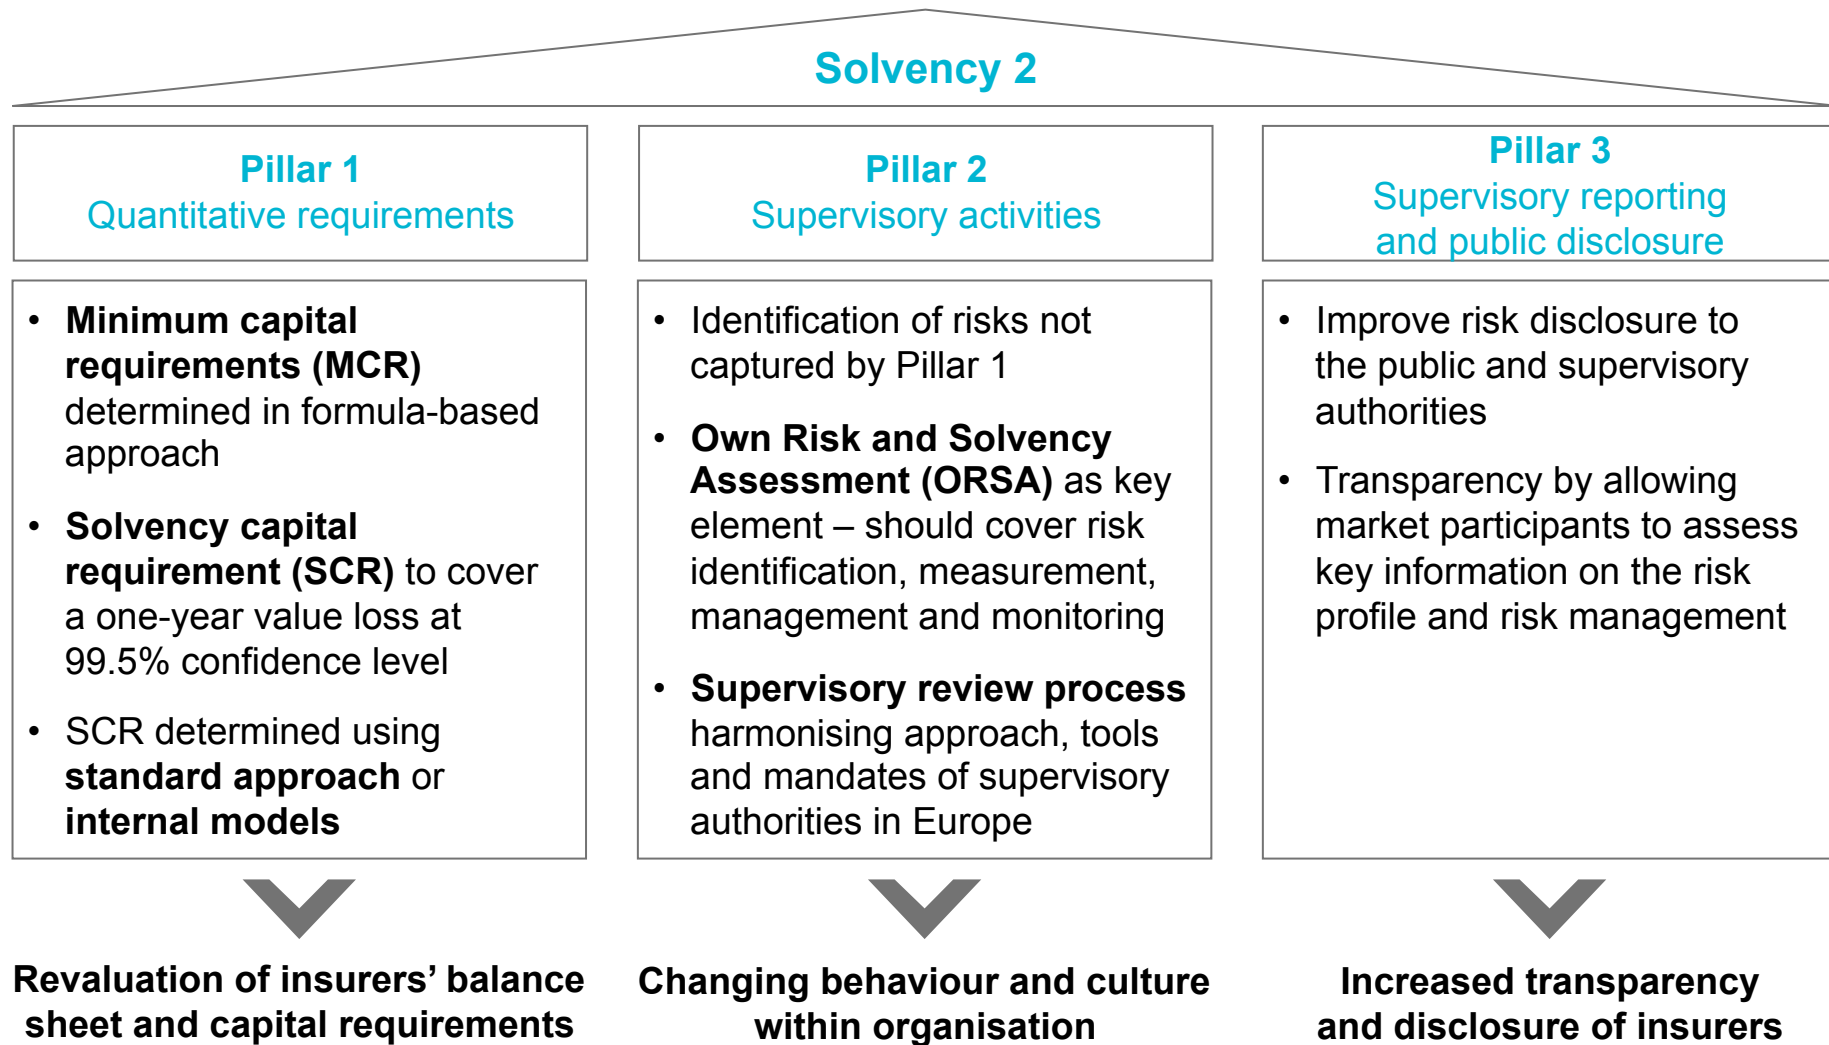 Solvency 2
Pillar 1
Quantitative requirements
• Minimum capital
requirements (MCR)
determined in formula-based
approach
• Solvency capital
requirement (SCR) to cover
a one-year value loss at
99.5% confidence level
• SCR determined using
standard approach or
internal models
Revaluation of insurers’ balance
sheet and capital requirements
Pillar 2
Supervisory activities
• Identification of risks not
captured by Pillar 1
• Own Risk and Solvency
Assessment (ORSA) as key
element – should cover risk
identification, measurement,
management and monitoring
• Supervisory review process
harmonising approach, tools
and mandates of supervisory
authorities in Europe
Changing behaviour and culture
within organisation
Pillar 3
Supervisory reporting
and public disclosure
• Improve risk disclosure to
the public and supervisory
authorities
• Transparency by allowing
market participants to assess
key information on the risk
profile and risk management
Increased transparency
and disclosure of insurers